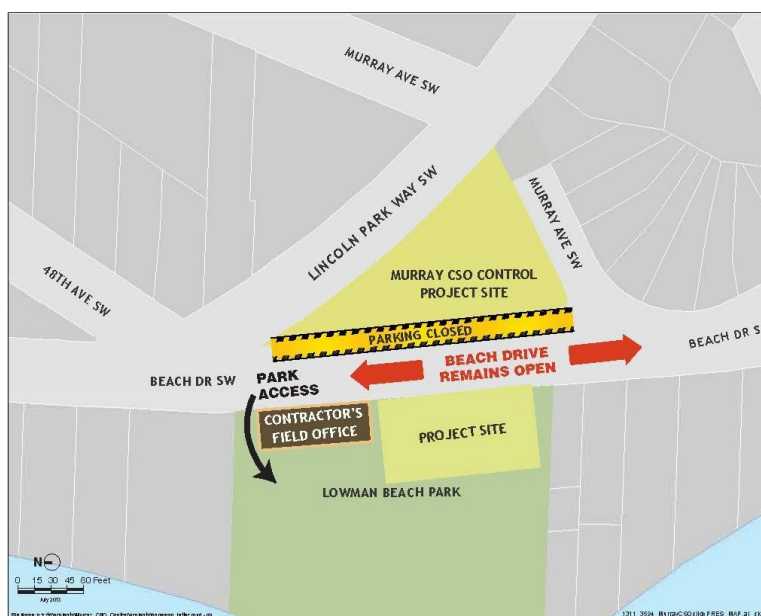 MURRAY AVE SW
LINCOLN PARK WAY SW
MURRAY AVE SW
48TH AVE SW
MURRAY CSO CONTROL
PROJECT SITE
PARKING CLOSED
BEACH DR S
BEACH DRIVE
REMAINS OPEN
BEACH DR SW
PARK
ACCESS
CONTRACTOR'S
FIELD OFFICE
PROJECT SITE
LOWMAN BEACH PARK
N
0 15 30 45 60 Feet
July 2013